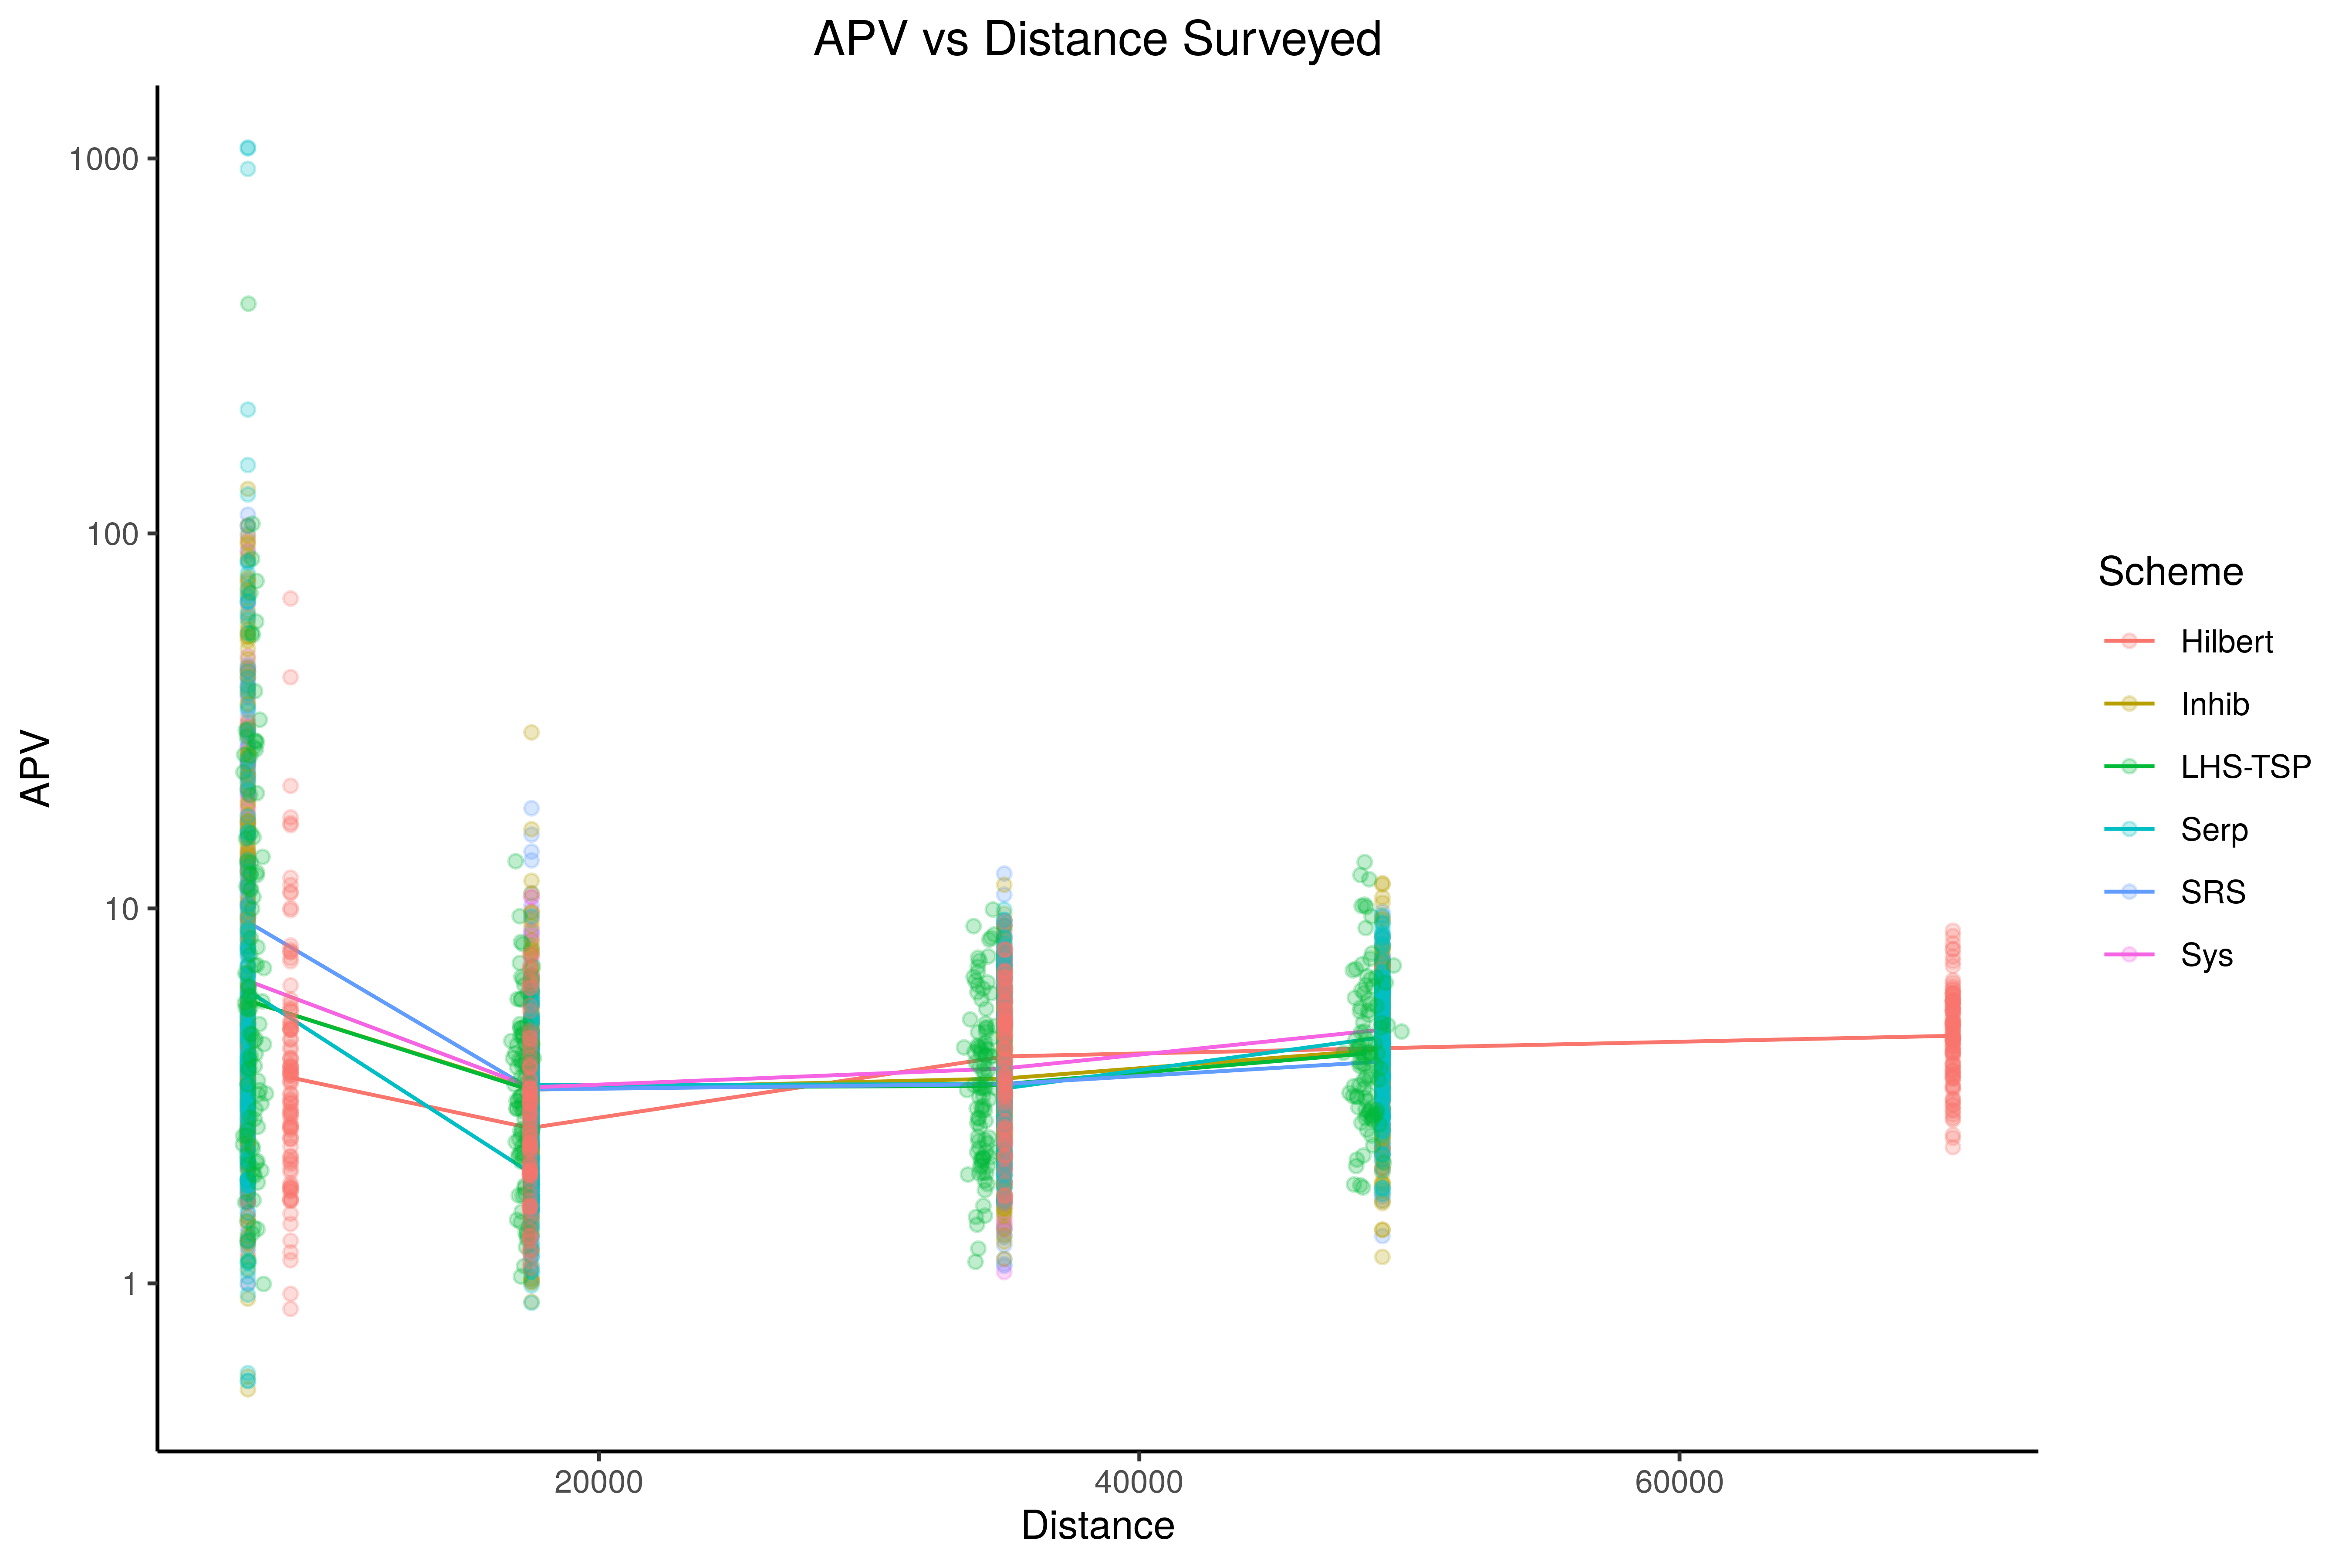 APV vs Distance Surveyed
APV
1000
100
10
1
20000
40000
60000
Distance
Scheme
Hilbert
Inhib
LHS-TSP
Serp
SRS
Sys